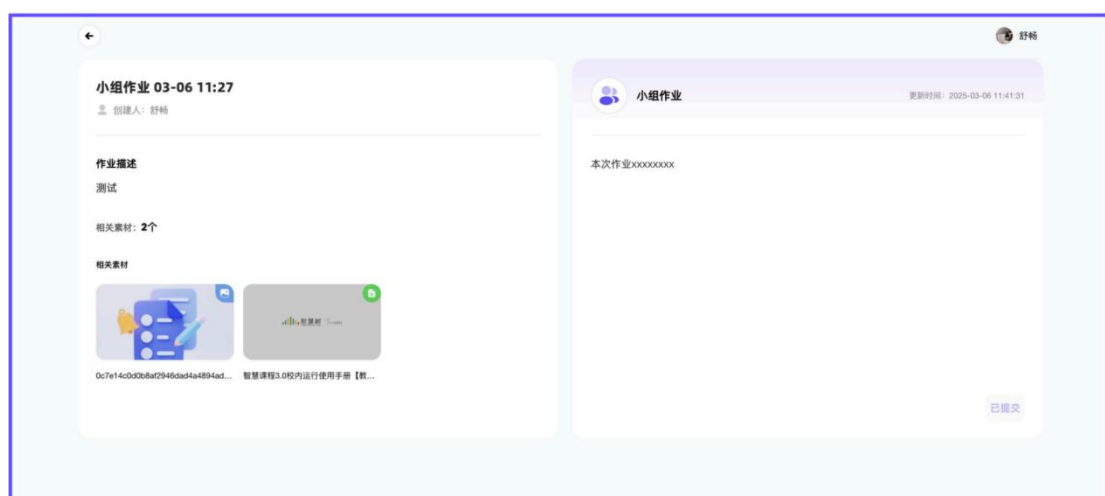 舒畅
小组作业 03-06 11:27
创建人：舒畅
作业描述
测试
相关素材：2个
相关素材
0c7e14c0d0b8af2946dad4a4894ad...
智慧课程3.0校内运行使用手册【教...
小组作业
更新时间：2025-03-06 11:41:31
本次作业xxxxxxxx
已提交